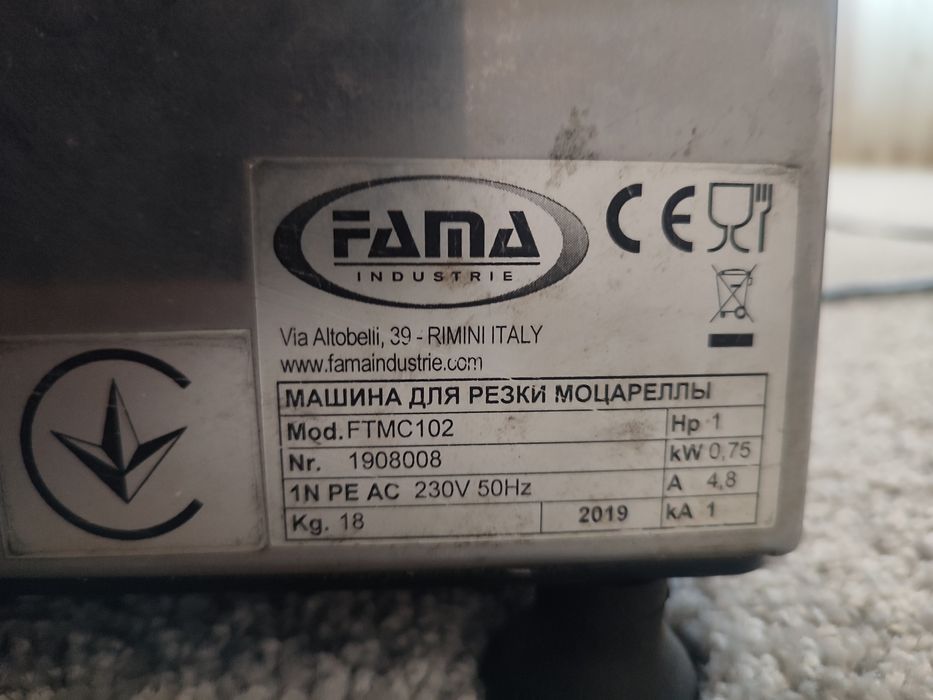 FAMA
INDUSTRIE
CE
Via Altobelli, 39 - RIMINI ITALY
www.famaindustrie.com
МАШИНА ДЛЯ РЕЗКИ МОЦАРЕЛЛЫ
Mod. FTMC102 Hp 1
Nr. 1908008 kW 0,75
1N PE AC 230V 50Hz A 4,8
Kg. 18 2019 kA 1